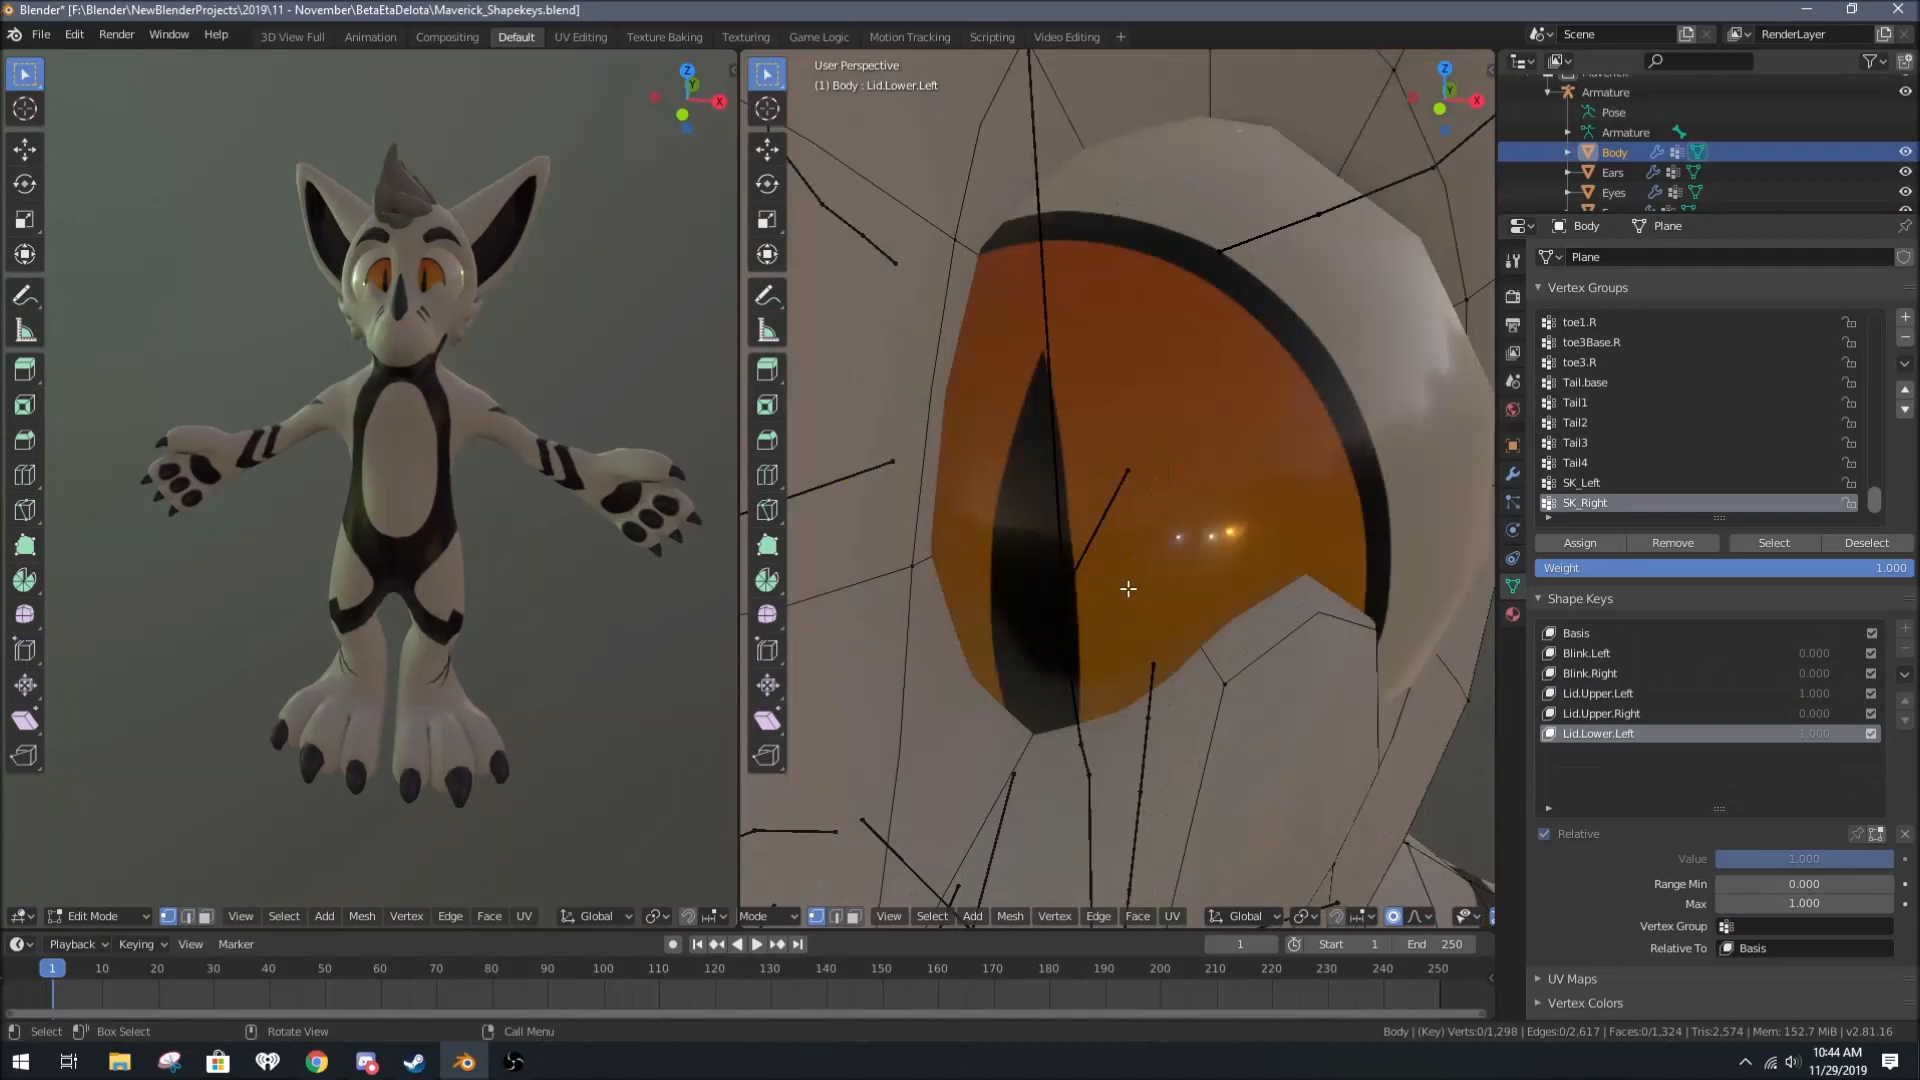 Blender* [F:\Blender\NewBlenderProjects\2019\11 - November\BetaEtaDelota\Maverick_Shapekeys.blend]
File Edit Render Window Help
3D View Full Animation Compositing Default UV Editing Texture Baking Texturing Game Logic Motion Tracking Scripting Video Editing +
Scene
RenderLayer
User Perspective
(1) Body : Lid.Lower.Left
Z
Y
X
Z
Y
X
Armature
Pose
Armature
Body
Ears
Eyes
Body Plane
Plane
Vertex Groups
toe1.R
toe3Base.R
toe3.R
Tail.base
Tail1
Tail2
Tail3
Tail4
SK_Left
SK_Right
Assign Remove Select Deselect
Weight 1.000
Shape Keys
Basis
Blink.Left 0.000
Blink.Right 0.000
Lid.Upper.Left 1.000
Lid.Upper.Right 0.000
Lid.Lower.Left 1.000
Relative
Value 1.000
Range Min 0.000
Max 1.000
Vertex Group
Relative To Basis
UV Maps
Vertex Colors
Edit Mode View Select Add Mesh Vertex Edge Face UV Global
Mode View Select Add Mesh Vertex Edge Face UV Global
Playback Keying View Marker
1 Start 1 End 250
1 10 20 30 40 50 60 70 80 90 100 110 120 130 140 150 160 170 180 190 200 210 220 230 240 250
Select Box Select Rotate View Call Menu
Body | (Key) Verts:0/1,298 | Edges:0/2,617 | Faces:0/1,324 | Tris:2,574 | Mem: 152.7 MiB | v2.81.16
10:44 AM
11/29/2019